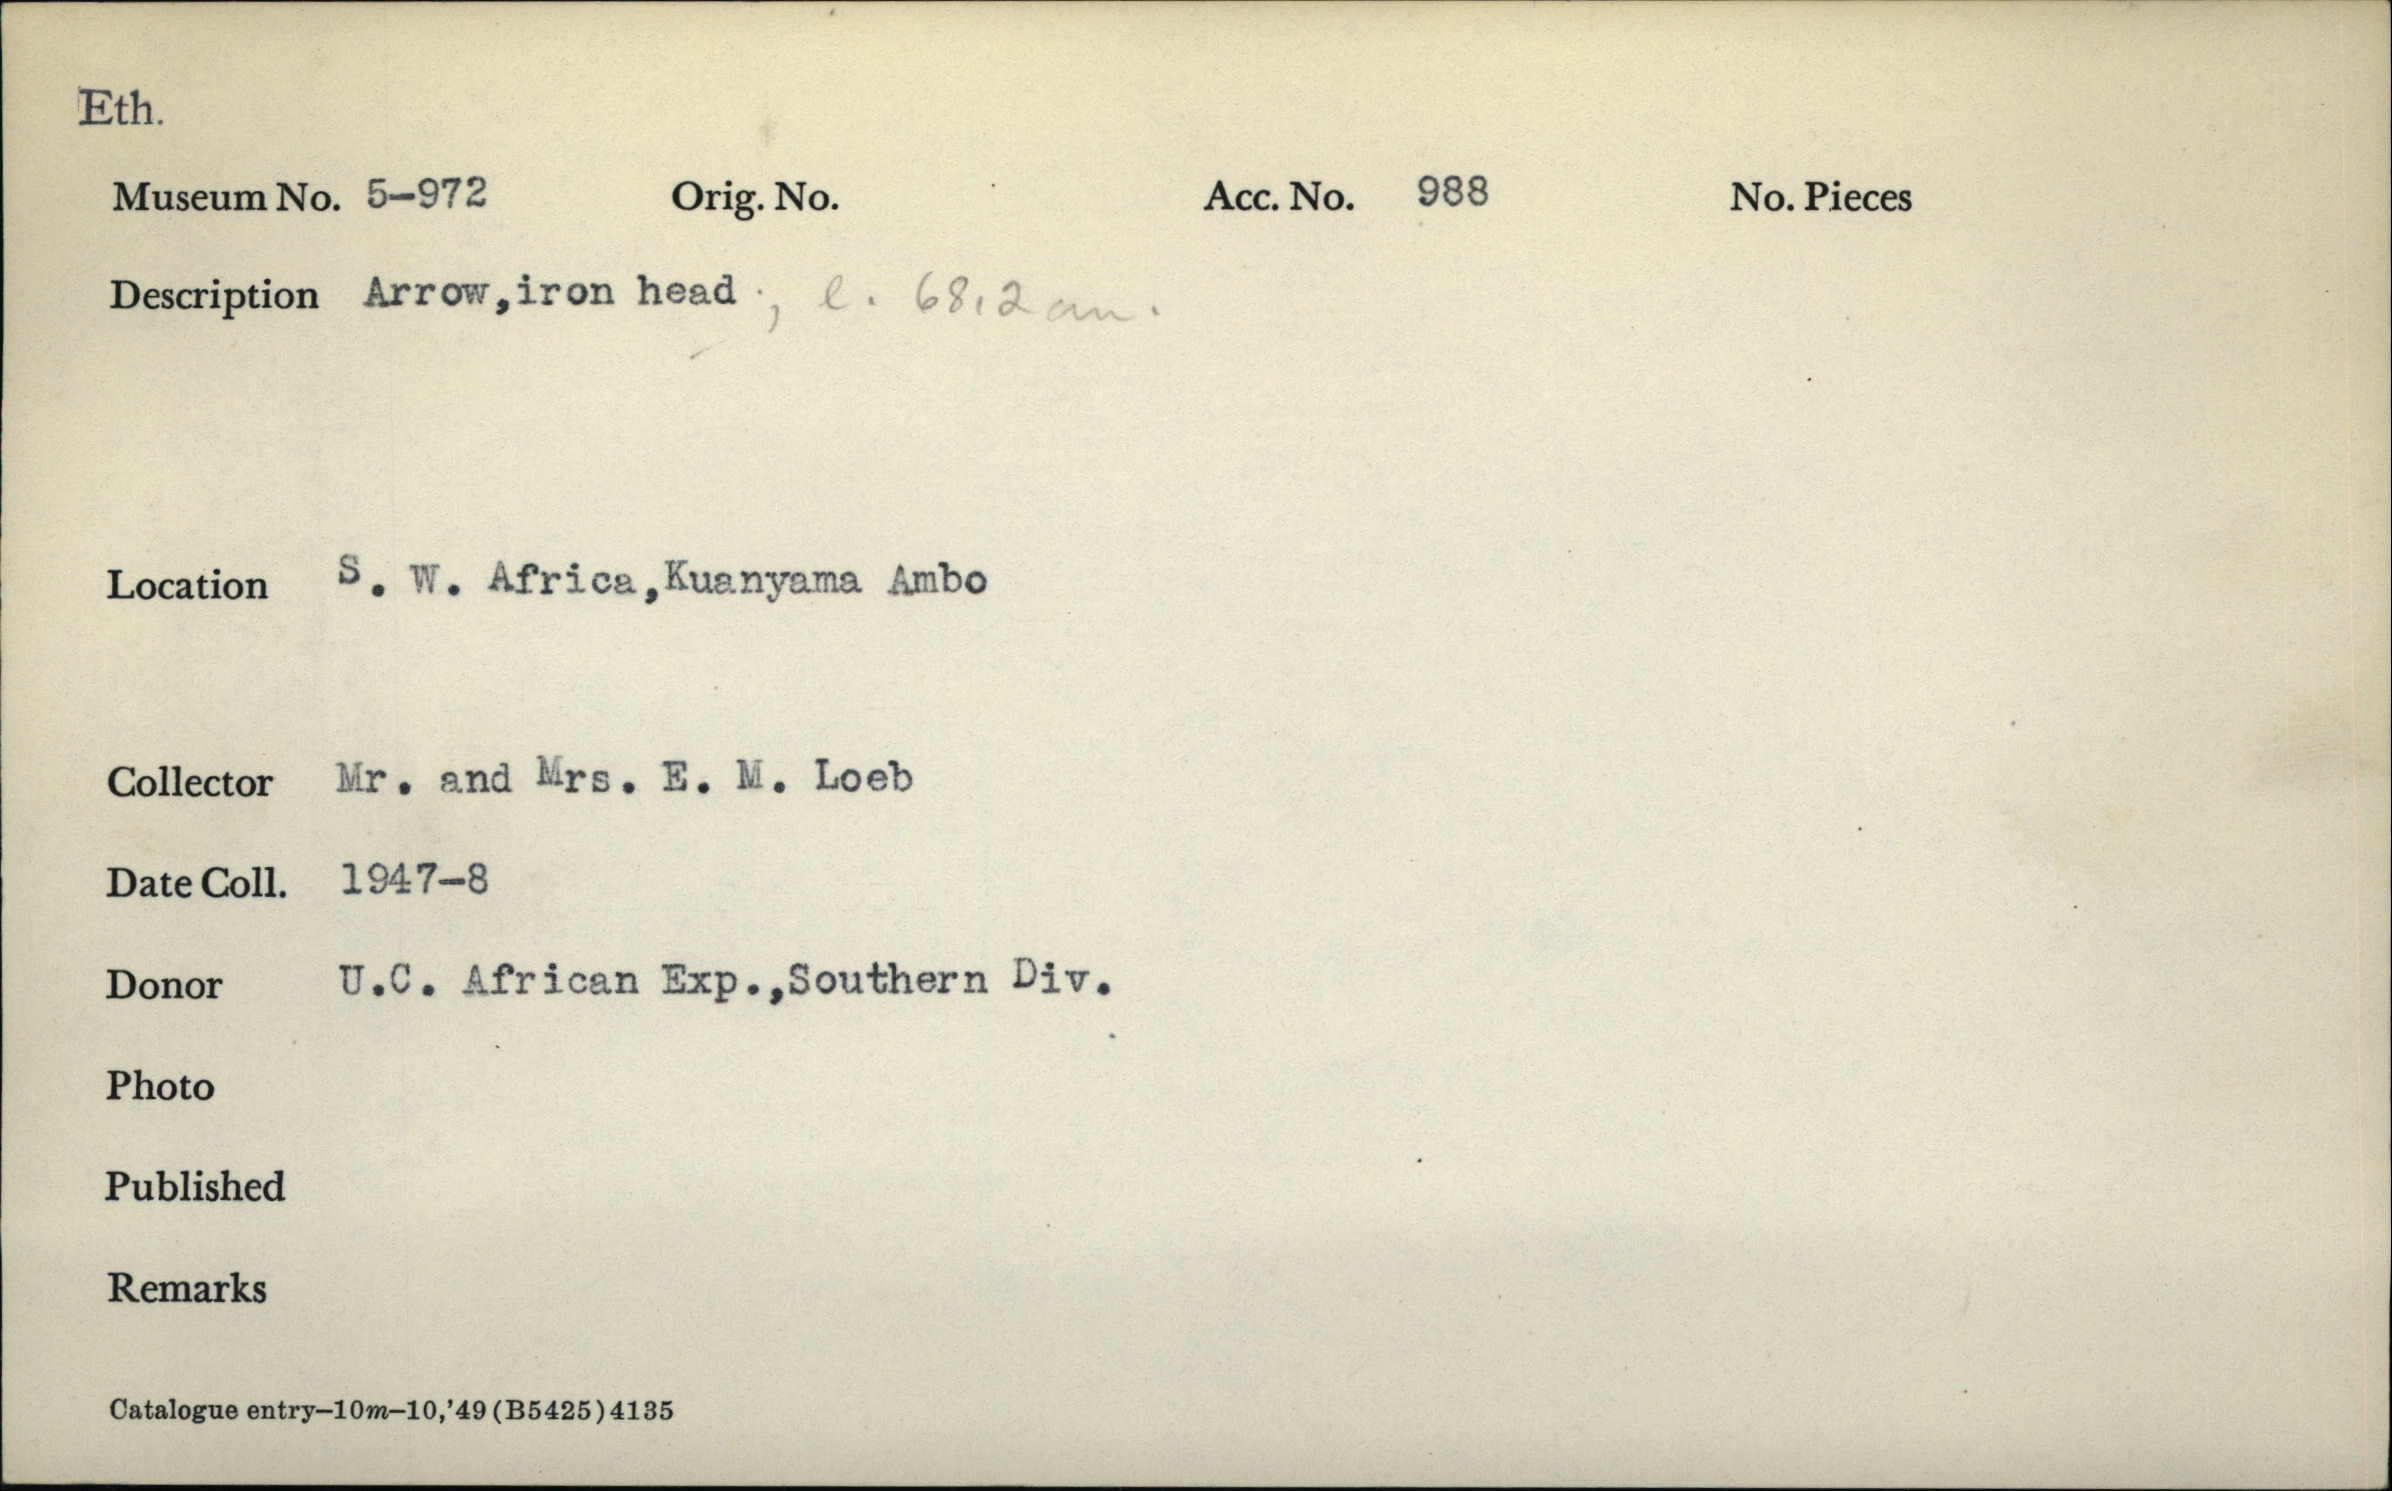 Eth.
Museum No. 5-972 Orig. No. Acc. No. 988 No. Pieces
Description Arrow,iron head ; l. 68.2 cm.
Location S. W. Africa,Kuanyama Ambo
Collector Mr. and Mrs. E. M. Loeb
Date Coll. 1947-8
Donor U.C. African Exp.,Southern Div.
Photo
Published
Remarks
Catalogue entry—10m—10,'49(B5425)4135